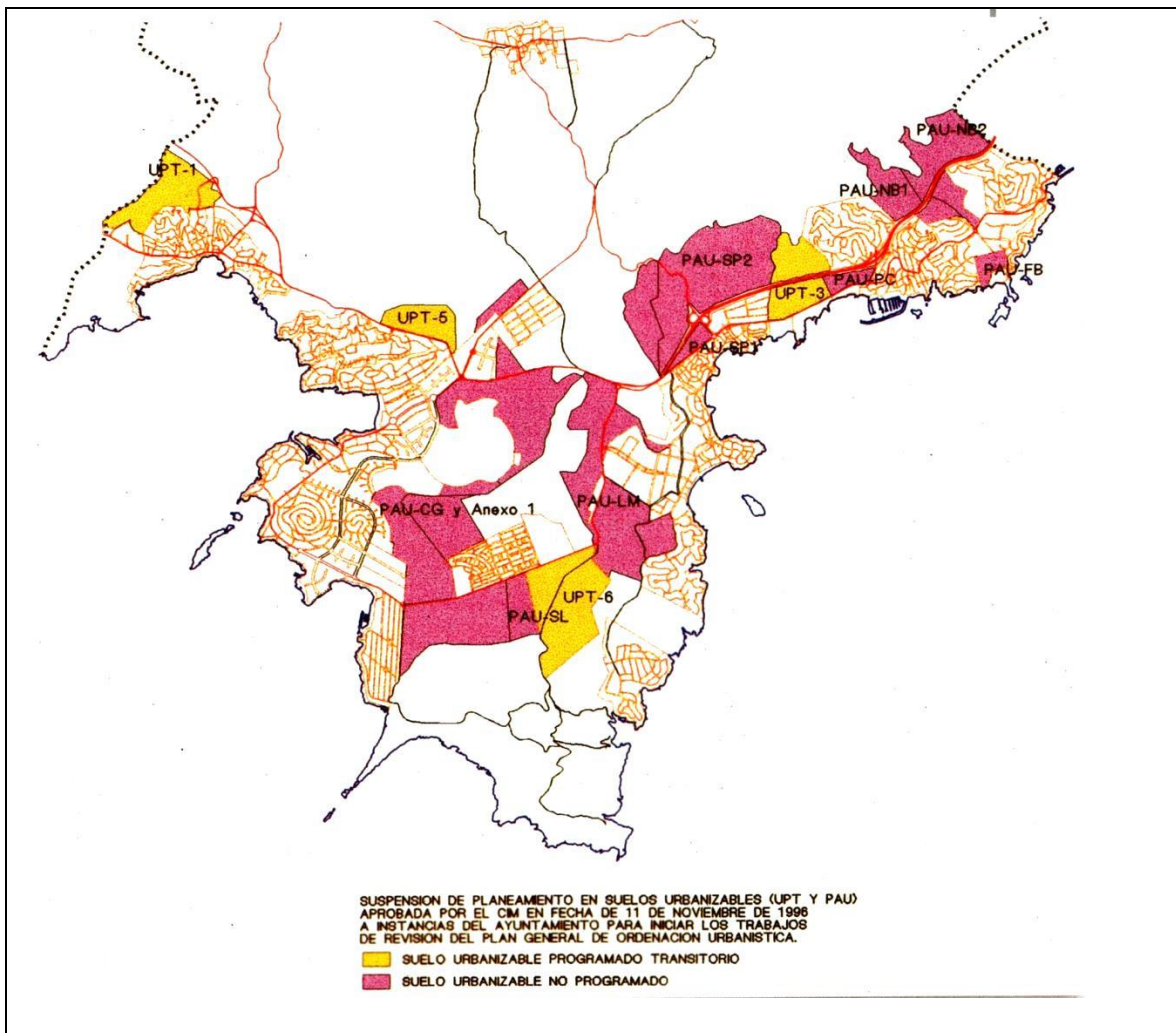 PAU-NB2
UPT-1
PAU-NB1
PAU-SP2
PAU-FB
PAU-PC
UPT-3
UPT-5
PAU-SP1
PAU-CG y Anexo 1
PAU-LM
UPT-6
PAU-SL
SUSPENSION DE PLANEAMIENTO EN SUELOS URBANIZABLES (UPT Y PAU)
APROBADA POR EL CIM EN FECHA DE 11 DE NOVIEMBRE DE 1996
A INSTANCIAS DEL AYUNTAMIENTO PARA INICIAR LOS TRABAJOS
DE REVISION DEL PLAN GENERAL DE ORDENACION URBANISTICA.
SUELO URBANIZABLE PROGRAMADO TRANSITORIO
SUELO URBANIZABLE NO PROGRAMADO